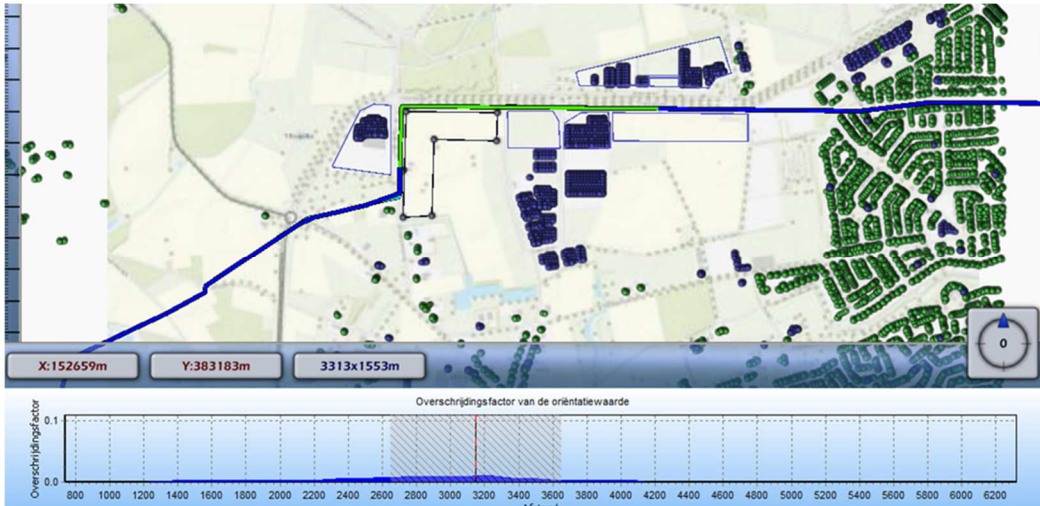 0
X:152659m Y:383183m 3313x1553m
Overschrijdingsfactor van de oriëntatiewaarde
Overschrijdingsfactor
0.1
0.0
800 1000 1200 1400 1600 1800 2000 2200 2400 2600 2800 3000 3200 3400 3600 3800 4000 4200 4400 4600 4800 5000 5200 5400 5600 5800 6000 6200